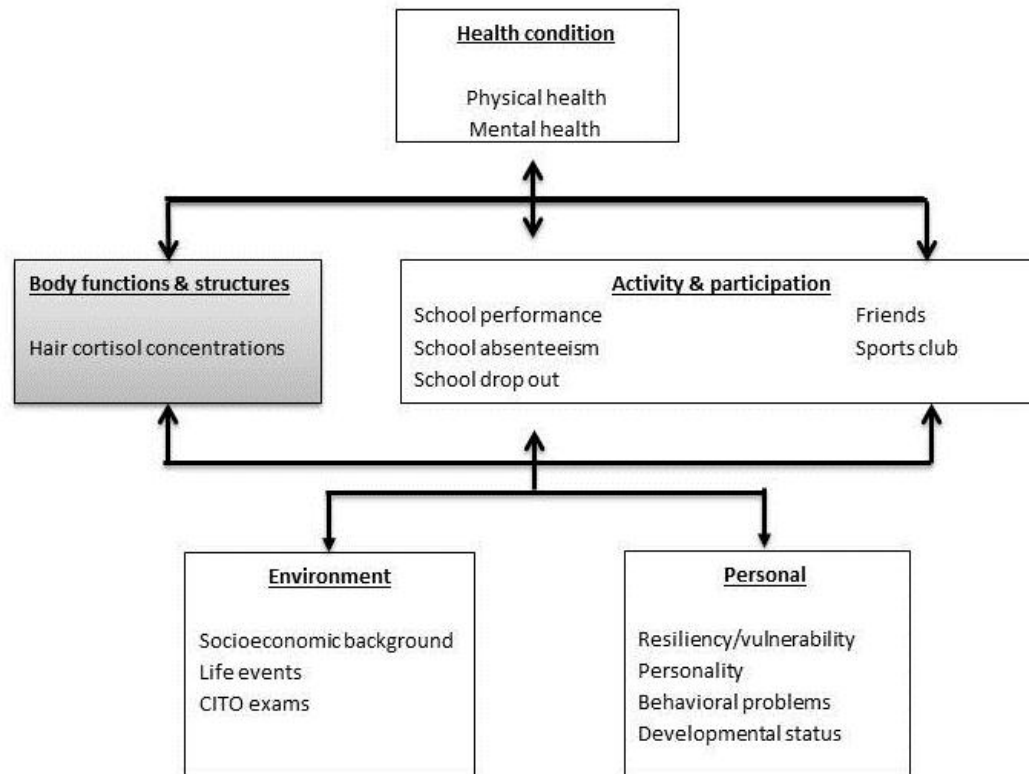 Health condition
Physical health
Mental health
Body functions & structures
Hair cortisol concentrations
Activity & participation
School performance
School absenteeism
School drop out
Friends
Sports club
Environment
Socioeconomic background
Life events
CITO exams
Personal
Resiliency/vulnerability
Personality
Behavioral problems
Developmental status